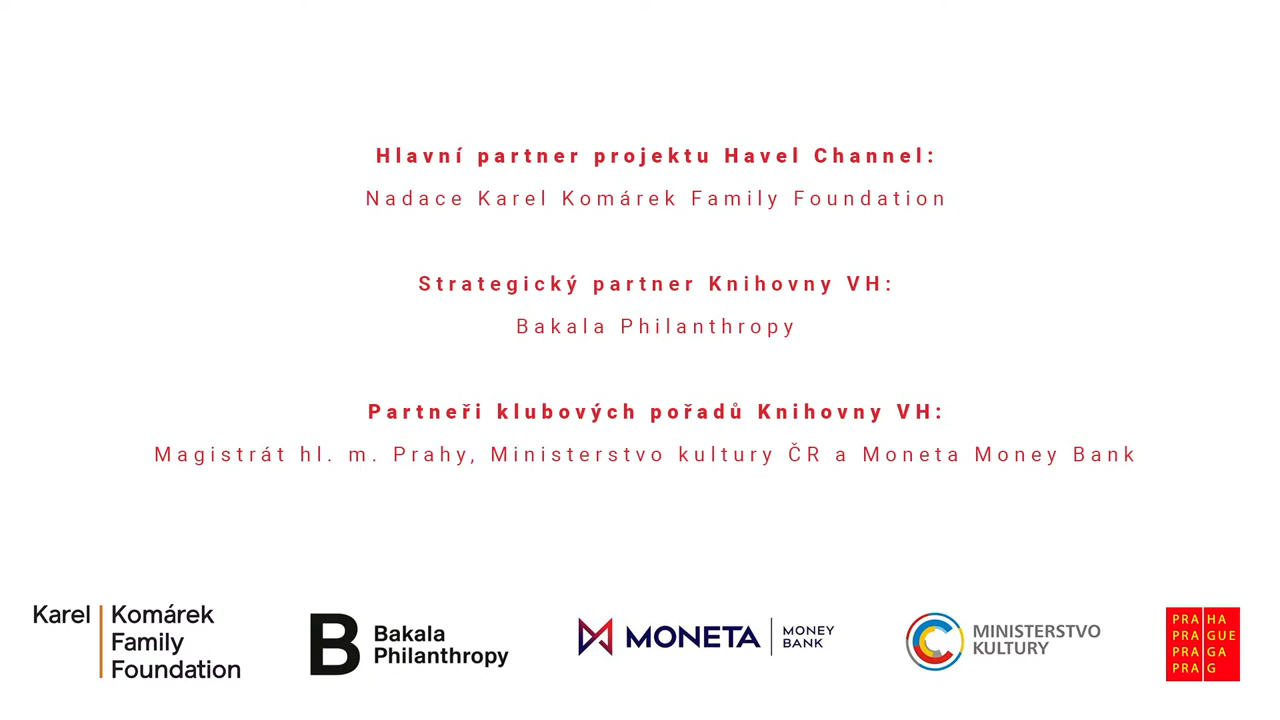 Hlavní partner projektu Havel Channel:
Nadace Karel Komárek Family Foundation
Strategický partner Knihovny VH:
Bakala Philanthropy
Partneři klubových pořadů Knihovny VH:
Magistrát hl. m. Prahy, Ministerstvo kultury ČR a Moneta Money Bank
Karel Komárek
Family
Foundation
B
Bakala
Philanthropy
MONETA
MONEY
BANK
MINISTERSTVO
KULTURY
PRA HA
PRA GUE
PRA GA
PRA G